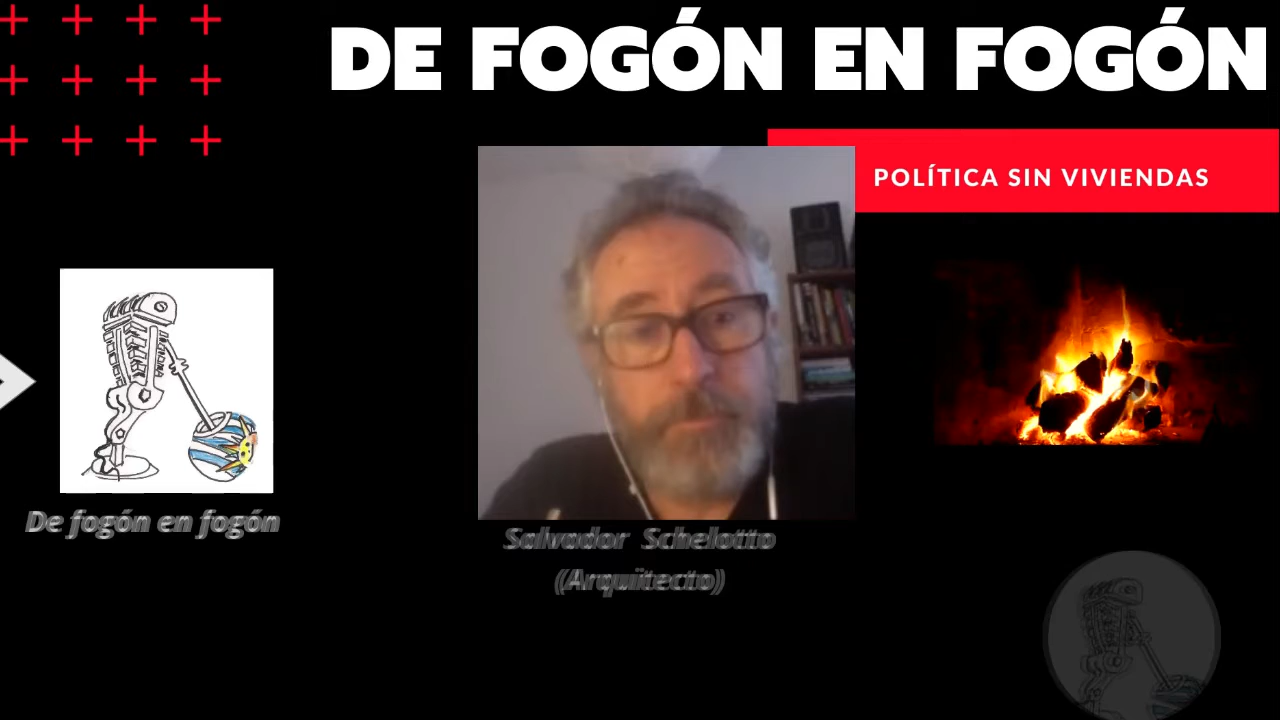 DE FOGÓN EN FOGÓN
POLÍTICA SIN VIVIENDAS
De fogón en fogón
Salvador Schelotto
(Arquitecto)